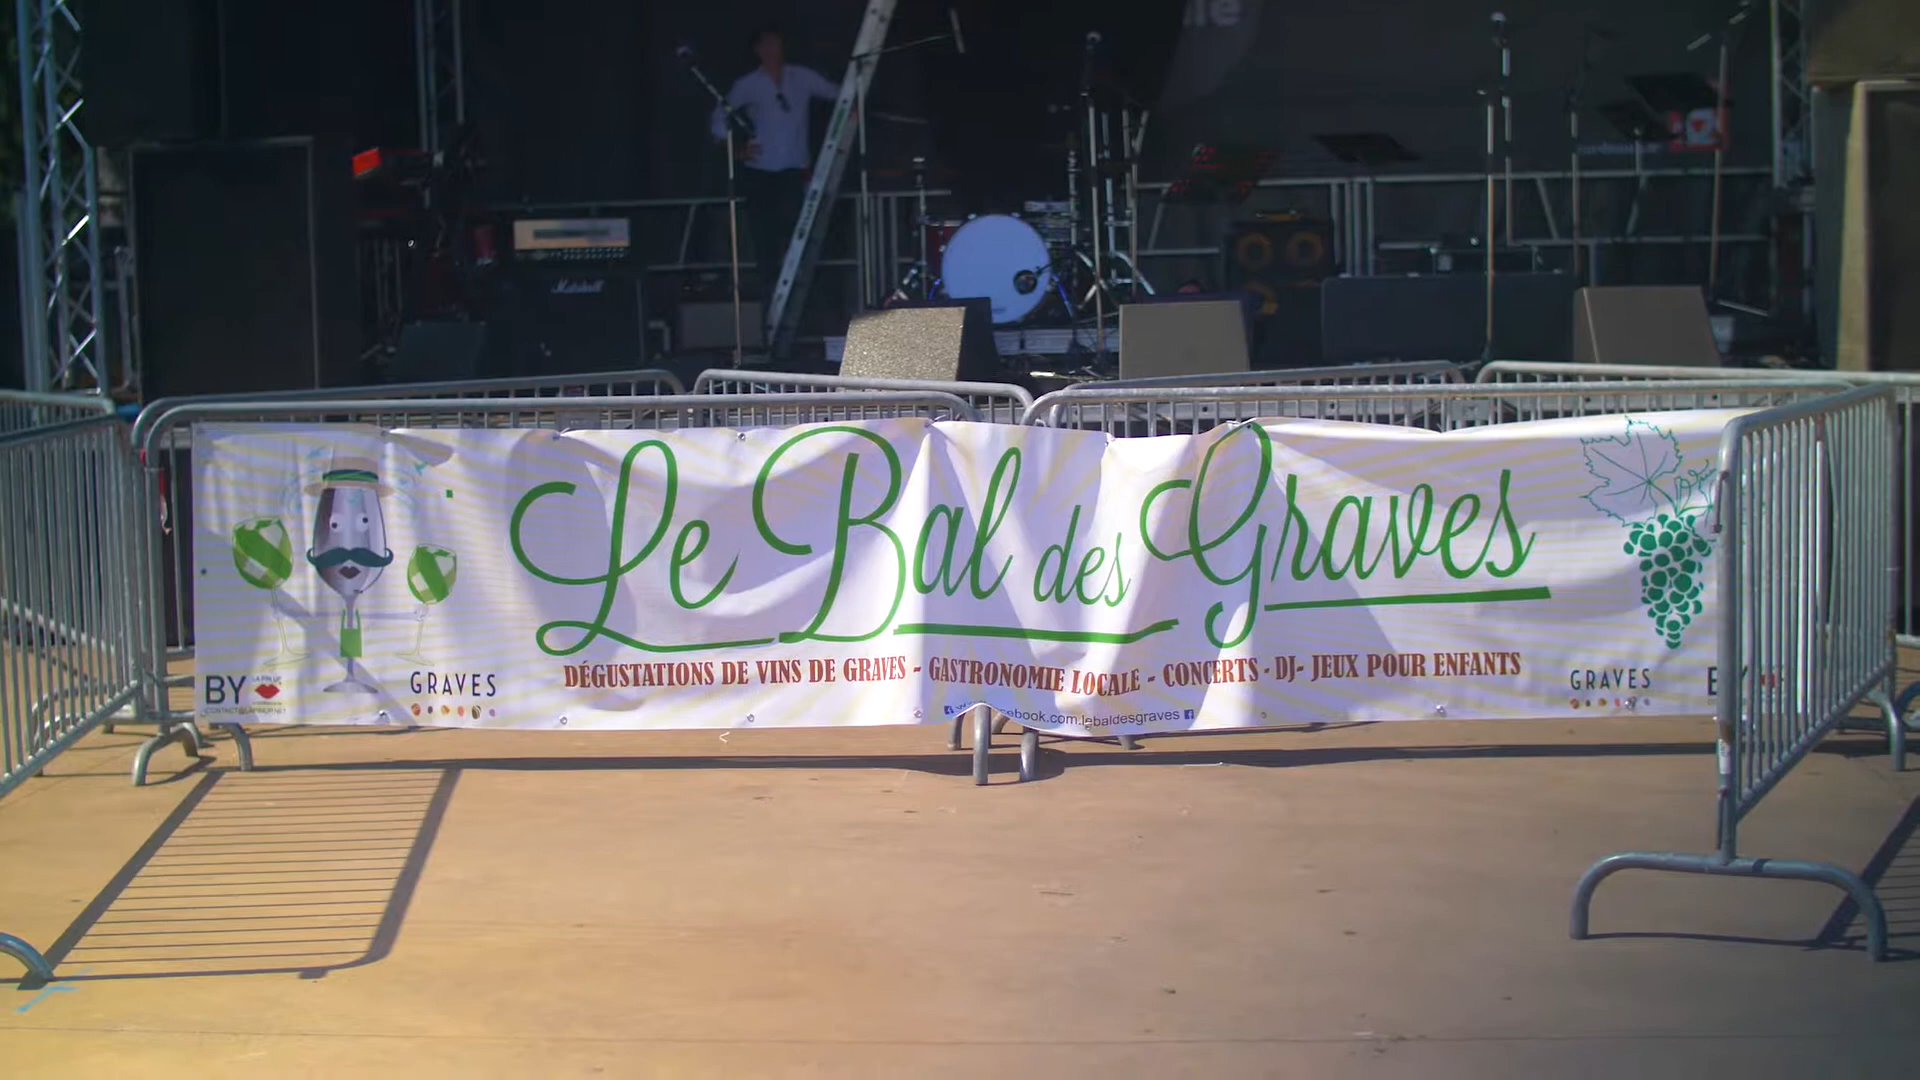 Marshall
Le Bal des Graves
DÉGUSTATIONS DE VINS DE GRAVES - GASTRONOMIE LOCALE - CONCERTS - DJ- JEUX POUR ENFANTS
BY
GRAVES
GRAVES
book.com.lebaldesgraves